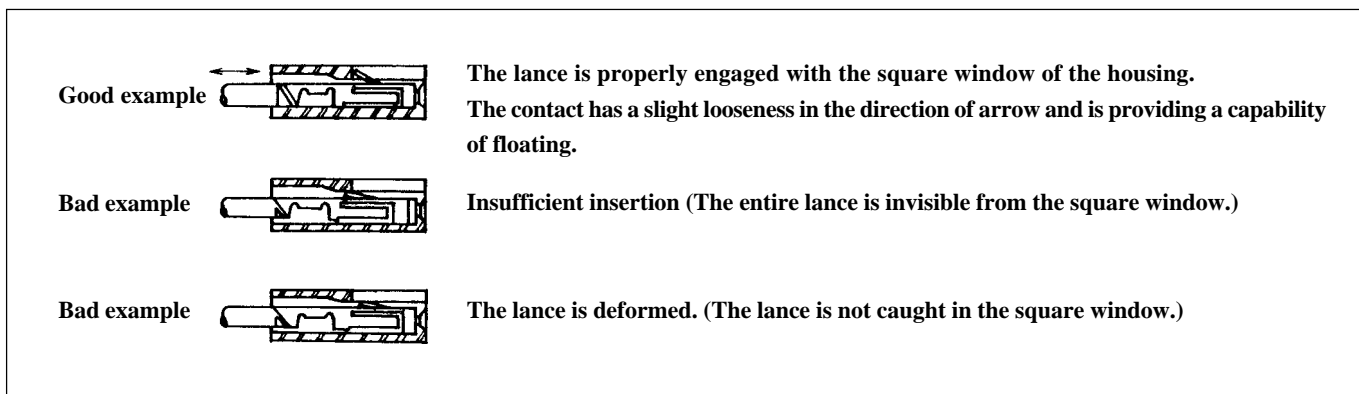 Good example
The lance is properly engaged with the square window of the housing.
The contact has a slight looseness in the direction of arrow and is providing a capability
of floating.
Bad example
Insufficient insertion (The entire lance is invisible from the square window.)
Bad example
The lance is deformed. (The lance is not caught in the square window.)